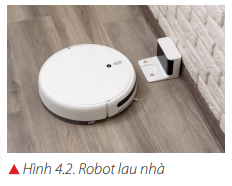 ▲ Hình 4.2. Robot lau nhà